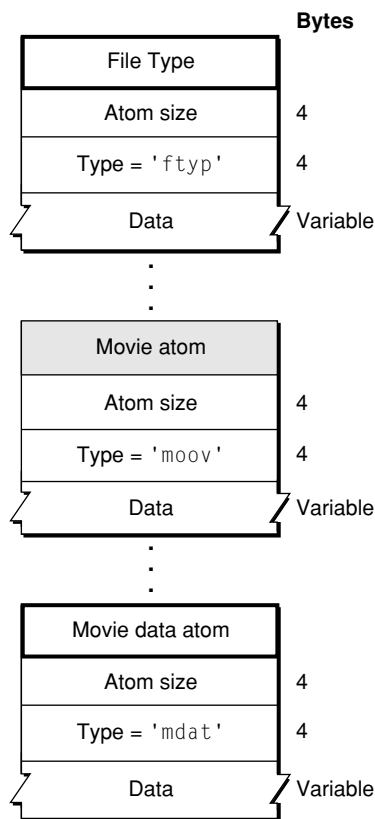 Bytes
File Type
Atom size 4
Type = 'ftyp' 4
Data Variable
Movie atom
Atom size 4
Type = 'moov' 4
Data Variable
Movie data atom
Atom size 4
Type = 'mdat' 4
Data Variable